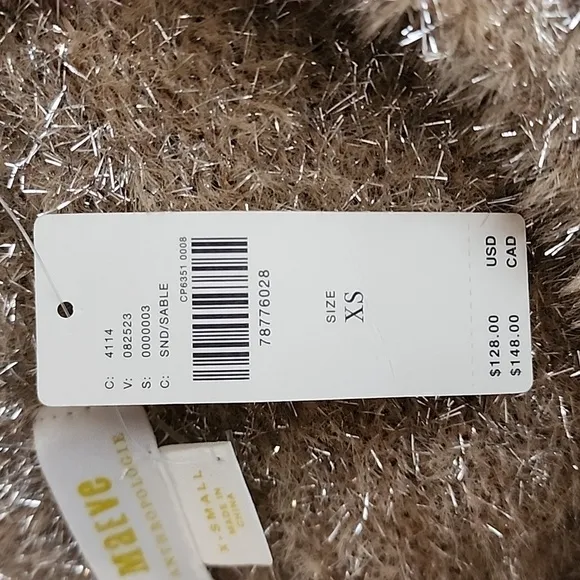 C: 4114
V: 082523
S: 0000003
C: SND/SABLE
CP6351 0008
78776028
SIZE
XS
$128.00 USD
$148.00 CAD
Maeve
ANTHROPOLOGIE
X-SMALL
MADE IN
CHINA